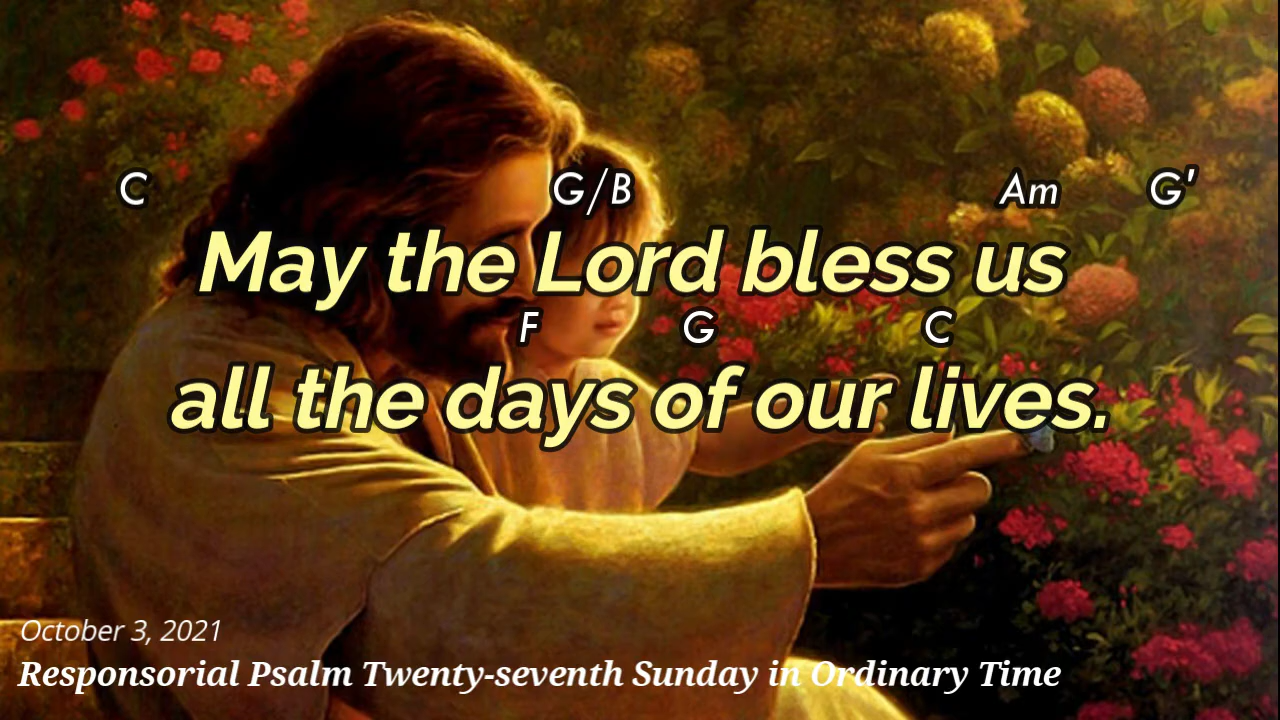 C G/B Am G'
May the Lord bless us
F G C
all the days of our lives.
October 3, 2021
Responsorial Psalm Twenty-seventh Sunday in Ordinary Time